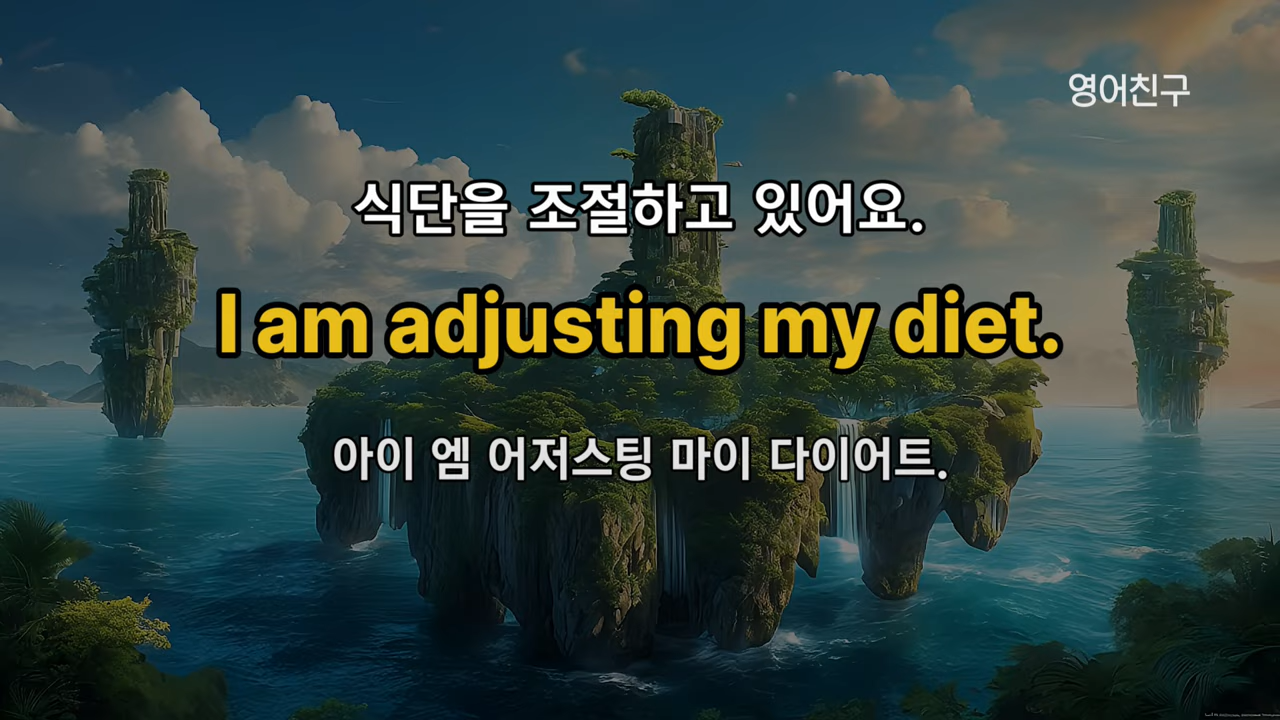 영어친구
식단을 조절하고 있어요.
I am adjusting my diet.
아이 엠 어저스팅 마이 다이어트.